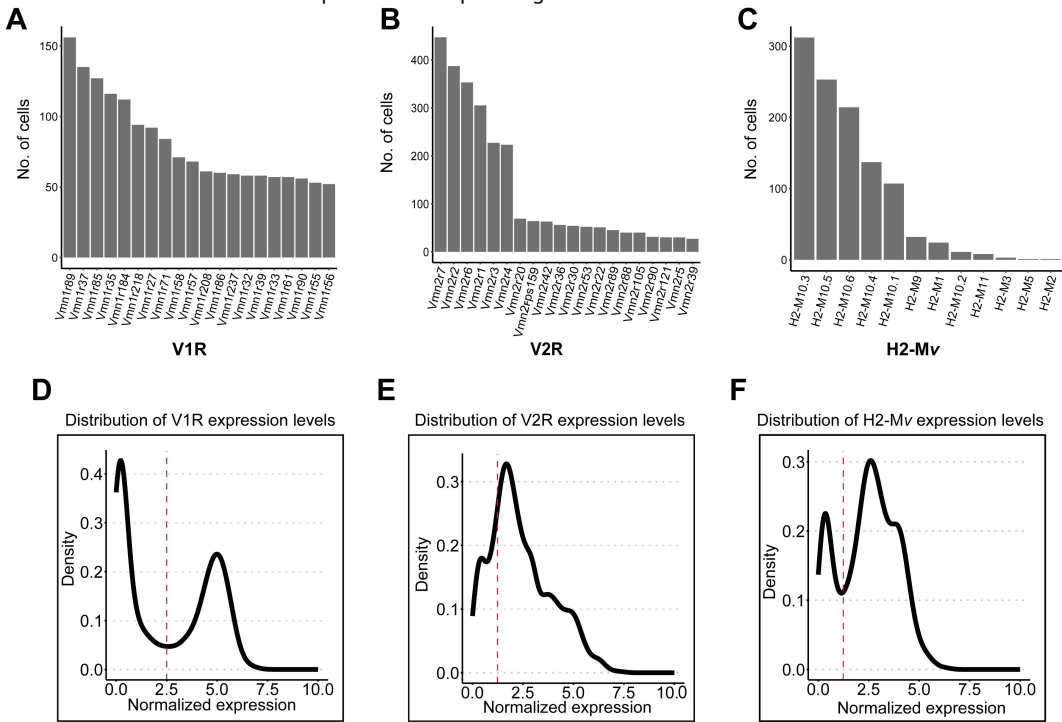 A
B
C
No. of cells
150
100
50
0
Vmn1r89
Vmn1r37
Vmn1r85
Vmn1r35
Vmn1r184
Vmn1r218
Vmn1r27
Vmn1r71
Vmn1r58
Vmn1r57
Vmn1r208
Vmn1r86
Vmn1r237
Vmn1r32
Vmn1r39
Vmn1r33
Vmn1r61
Vmn1r90
Vmn1r55
Vmn1r56
V1R
No. of cells
400
300
200
100
0
Vmn2r7
Vmn2r2
Vmn2r6
Vmn2r1
Vmn2r3
Vmn2r4
Vmn2r20
Vmn2rps159
Vmn2r42
Vmn2r36
Vmn2r30
Vmn2r53
Vmn2r22
Vmn2r89
Vmn2r88
Vmn2r105
Vmn2r90
Vmn2r121
Vmn2r5
Vmn2r39
V2R
No. of cells
300
200
100
0
H2-M10.3
H2-M10.5
H2-M10.6
H2-M10.4
H2-M10.1
H2-M9
H2-M1
H2-M10.2
H2-M11
H2-M3
H2-M5
H2-M2
H2-Mv
D
E
F
Distribution of V1R expression levels
Density
0.4
0.3
0.2
0.1
0.0
0.0 2.5 5.0 7.5 10.0
Normalized expression
Distribution of V2R expression levels
Density
0.3
0.2
0.1
0.0
0.0 2.5 5.0 7.5 10.0
Normalized expression
Distribution of H2-Mv expression levels
Density
0.3
0.2
0.1
0.0
0.0 2.5 5.0 7.5 10.0
Normalized expression